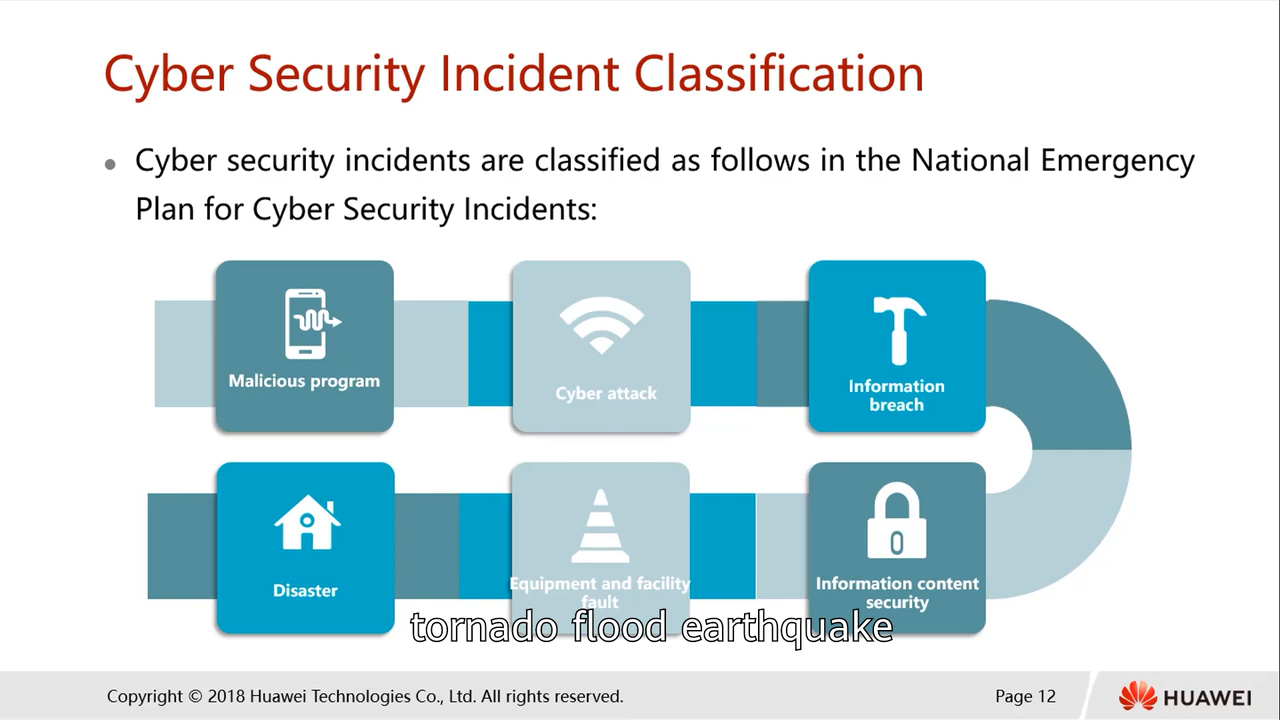 Cyber Security Incident Classification
• Cyber security incidents are classified as follows in the National Emergency
Plan for Cyber Security Incidents:
Malicious program
Cyber attack
Information
breach
Disaster
Equipment and facility
fault
Information content
security
tornado flood earthquake
Copyright © 2018 Huawei Technologies Co., Ltd. All rights reserved.
Page 12
HUAWEI